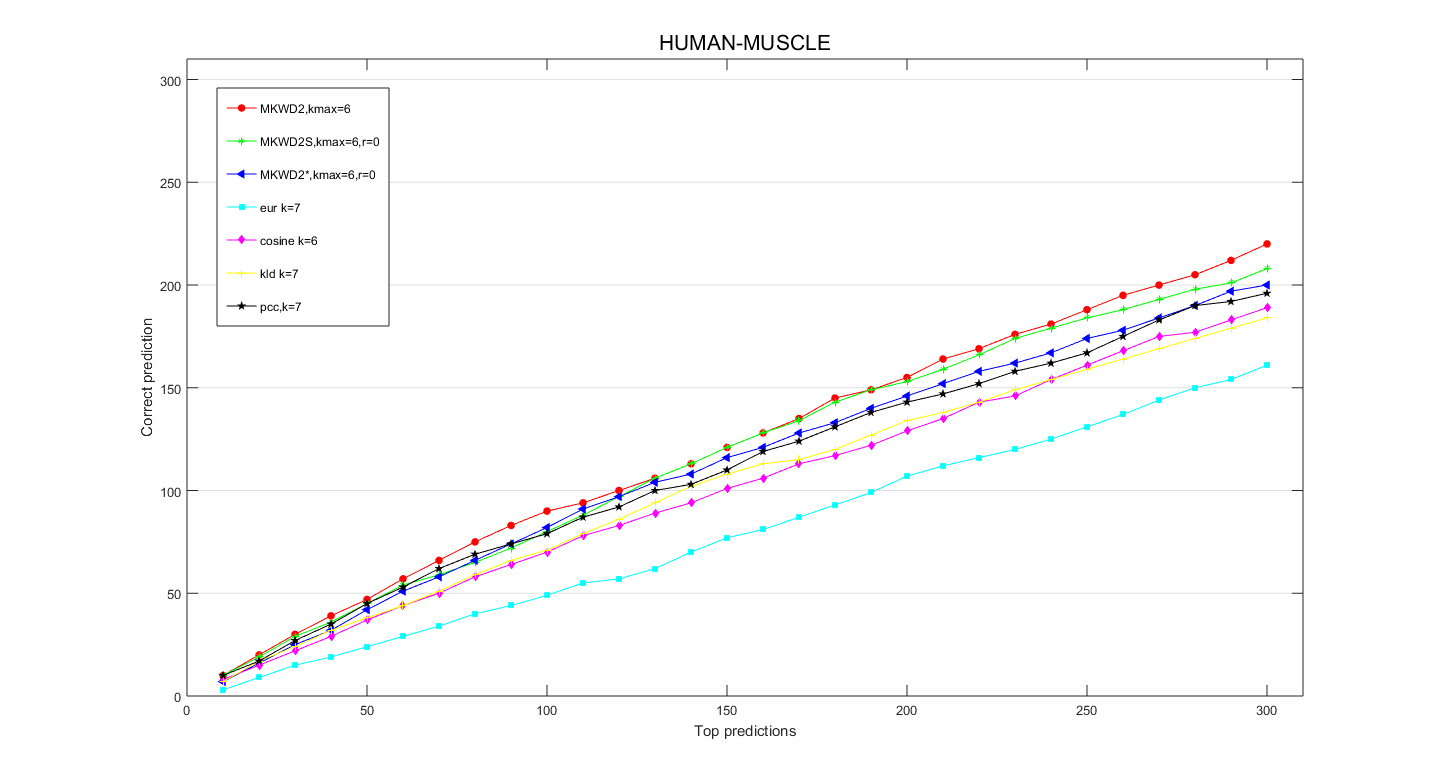 HUMAN-MUSCLE
300
250
200
150
100
50
0
MKWD2,kmax=6
MKWD2S,kmax=6,r=0
MKWD2*,kmax=6,r=0
eur k=7
cosine k=6
kld k=7
pcc,k=7
Correct prediction
0 50 100 150 200 250 300
Top predictions